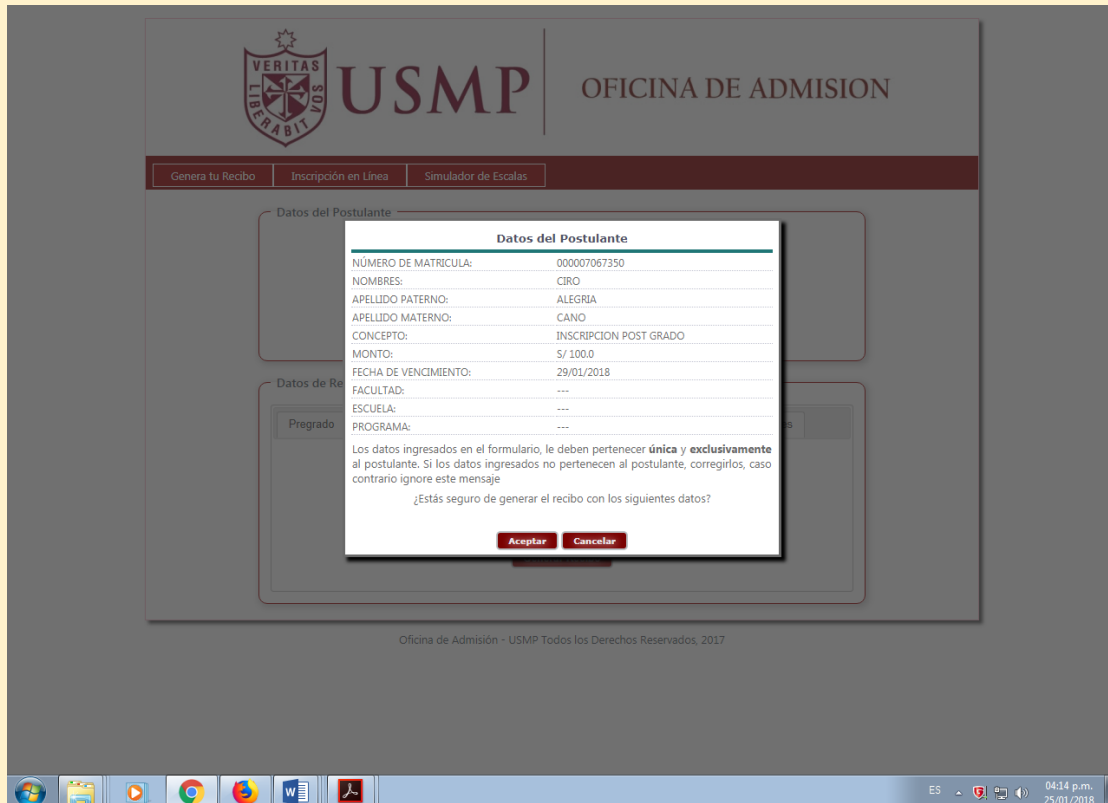 VERITAS
LIBERABIT VOS
USMP
OFICINA DE ADMISION
Genera tu Recibo
Inscripción en Línea
Simulador de Escalas
Datos del Postulante
Datos del Postulante
NÚMERO DE MATRICULA: 000007067350
NOMBRES: CIRO
APELLIDO PATERNO: ALEGRIA
APELLIDO MATERNO: CANO
CONCEPTO: INSCRIPCION POST GRADO
MONTO: S/ 100.0
FECHA DE VENCIMIENTO: 29/01/2018
FACULTAD: ---
ESCUELA: ---
PROGRAMA: ---
Los datos ingresados en el formulario, le deben pertenecer única y exclusivamente
al postulante. Si los datos ingresados no pertenecen al postulante, corregirlos, caso
contrario ignore este mensaje
¿Estás seguro de generar el recibo con los siguientes datos?
Aceptar
Cancelar
Datos de Re
Pregrado
Oficina de Admisión - USMP Todos los Derechos Reservados, 2017
ES
04:14 p.m.
25/01/2018